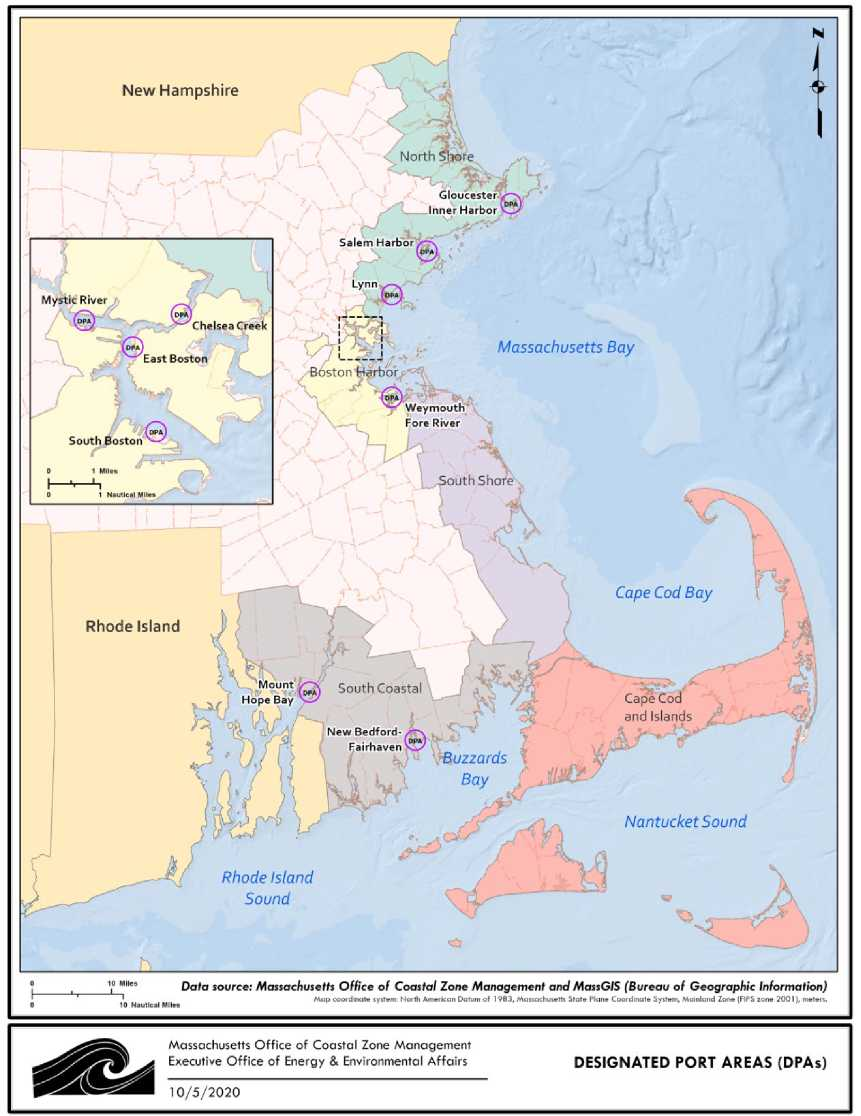 N
New Hampshire
North Shore
Gloucester
Inner Harbor
DPA
Salem Harbor
DPA
Lynn
DPA
Mystic River
DPA
DPA
Chelsea Creek
DPA
East Boston
South Boston
DPA
0 1 Miles
0 1 Nautical Miles
Massachusetts Bay
Boston Harbor
DPA
Weymouth
Fore River
South Shore
Cape Cod Bay
Rhode Island
Mount
Hope Bay
DPA
South Coastal
Cape Cod
and Islands
New Bedford-
Fairhaven
DPA
Buzzards
Bay
Nantucket Sound
Rhode Island
Sound
0 10 Miles
0 10 Nautical Miles
Data source: Massachusetts Office of Coastal Zone Management and MassGIS (Bureau of Geographic Information)
Map coordinate system: North American Datum of 1983, Massachusetts State Plane Coordinate System, Mainland Zone (FIPS zone 2001), meters.
Massachusetts Office of Coastal Zone Management
Executive Office of Energy & Environmental Affairs
10/5/2020
DESIGNATED PORT AREAS (DPAs)